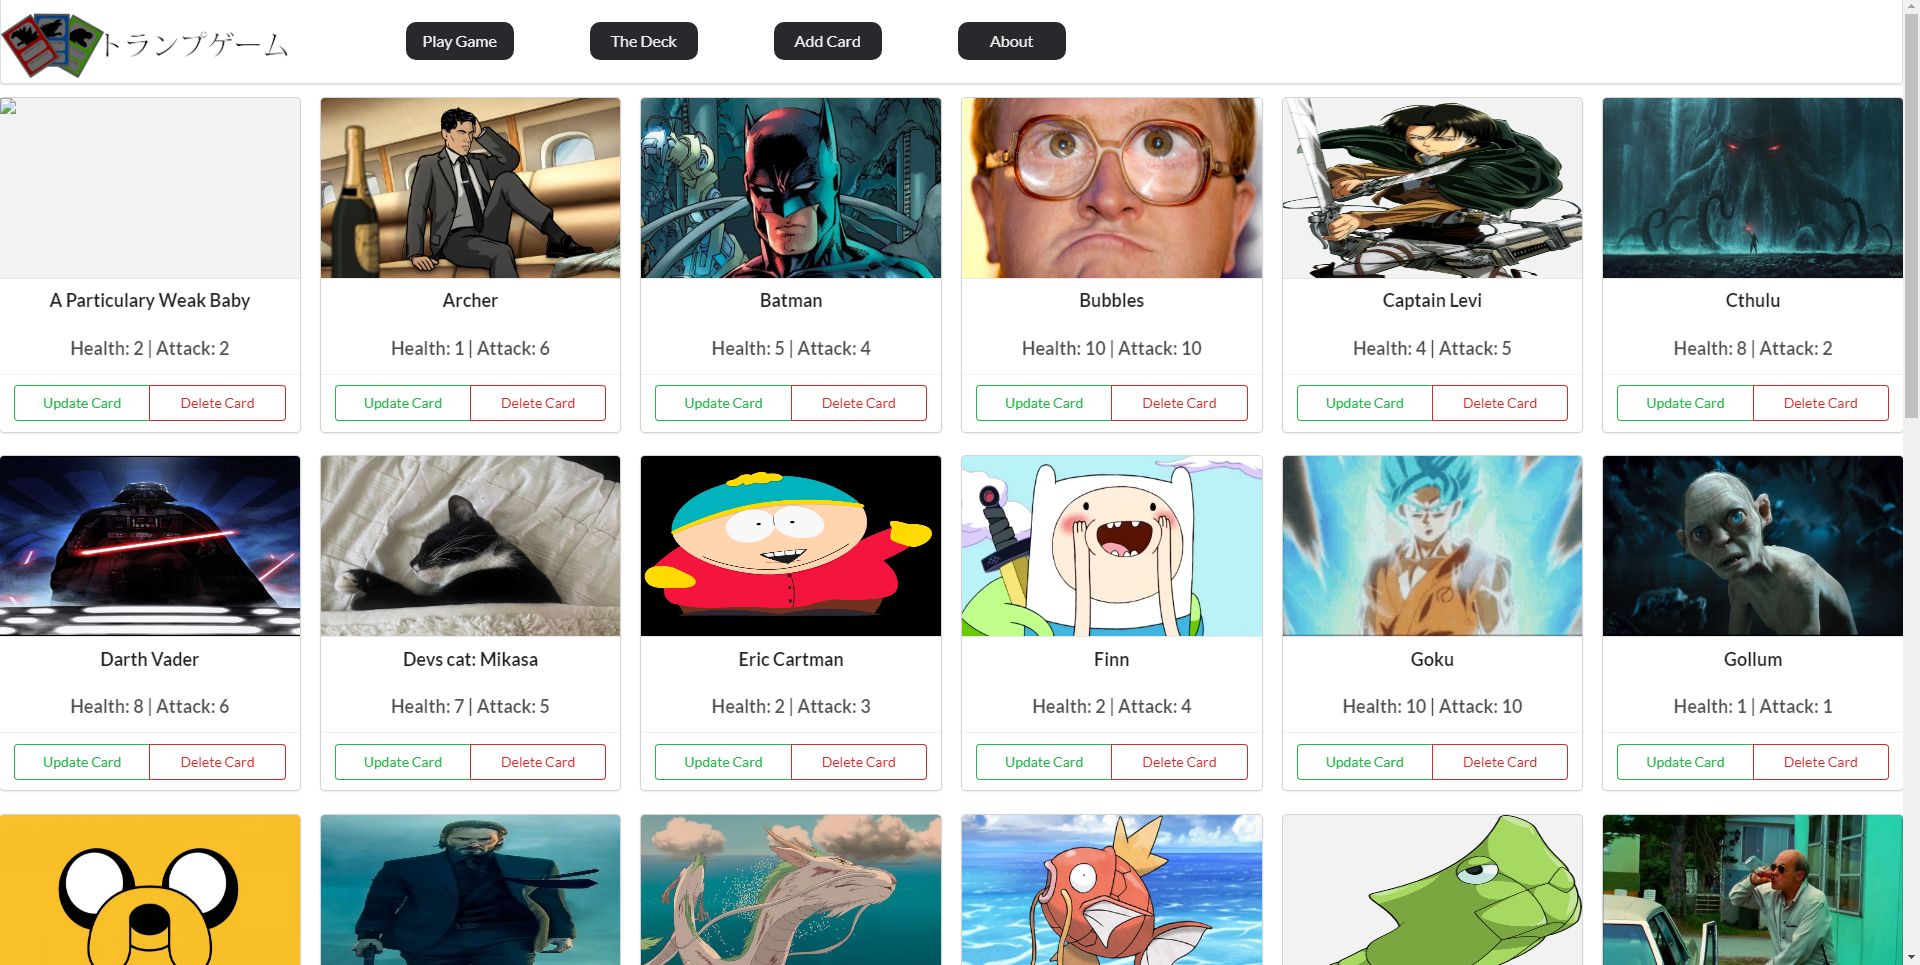 トランプゲーム
Play Game
The Deck
Add Card
About
A Particulary Weak Baby
Health: 2 | Attack: 2
Update Card
Delete Card
Archer
Health: 1 | Attack: 6
Update Card
Delete Card
Batman
Health: 5 | Attack: 4
Update Card
Delete Card
Bubbles
Health: 10 | Attack: 10
Update Card
Delete Card
Captain Levi
Health: 4 | Attack: 5
Update Card
Delete Card
Cthulu
Health: 8 | Attack: 2
Update Card
Delete Card
Darth Vader
Health: 8 | Attack: 6
Update Card
Delete Card
Devs cat: Mikasa
Health: 7 | Attack: 5
Update Card
Delete Card
Eric Cartman
Health: 2 | Attack: 3
Update Card
Delete Card
Finn
Health: 2 | Attack: 4
Update Card
Delete Card
Goku
Health: 10 | Attack: 10
Update Card
Delete Card
Gollum
Health: 1 | Attack: 1
Update Card
Delete Card